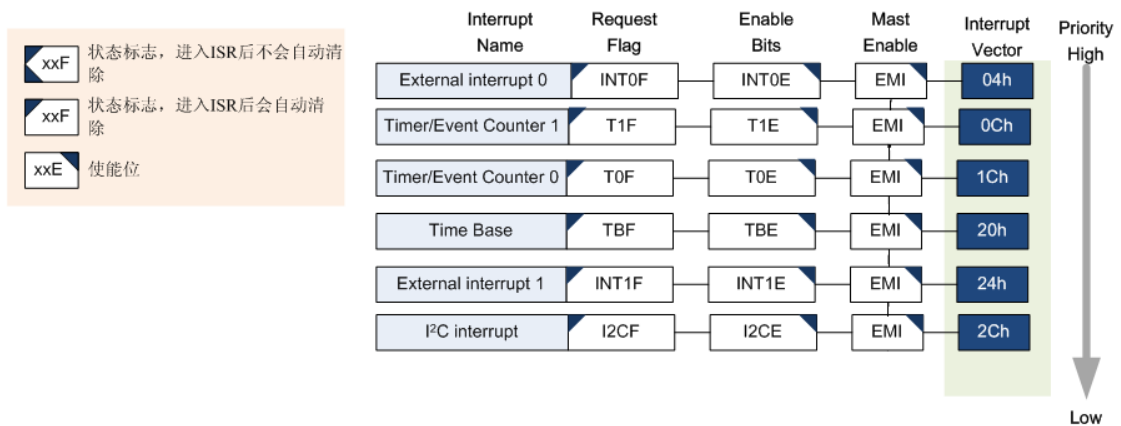 xxF 状态标志，进入ISR后不会自动清
除
xxF 状态标志，进入ISR后会自动清
除
xxE 使能位
Interrupt Name
Request Flag
Enable Bits
Mast Enable
Interrupt Vector
Priority
High
External interrupt 0 INT0F INT0E EMI 04h
Timer/Event Counter 1 T1F T1E EMI 0Ch
Timer/Event Counter 0 T0F T0E EMI 1Ch
Time Base TBF TBE EMI 20h
External interrupt 1 INT1F INT1E EMI 24h
I²C interrupt I2CF I2CE EMI 2Ch
Low